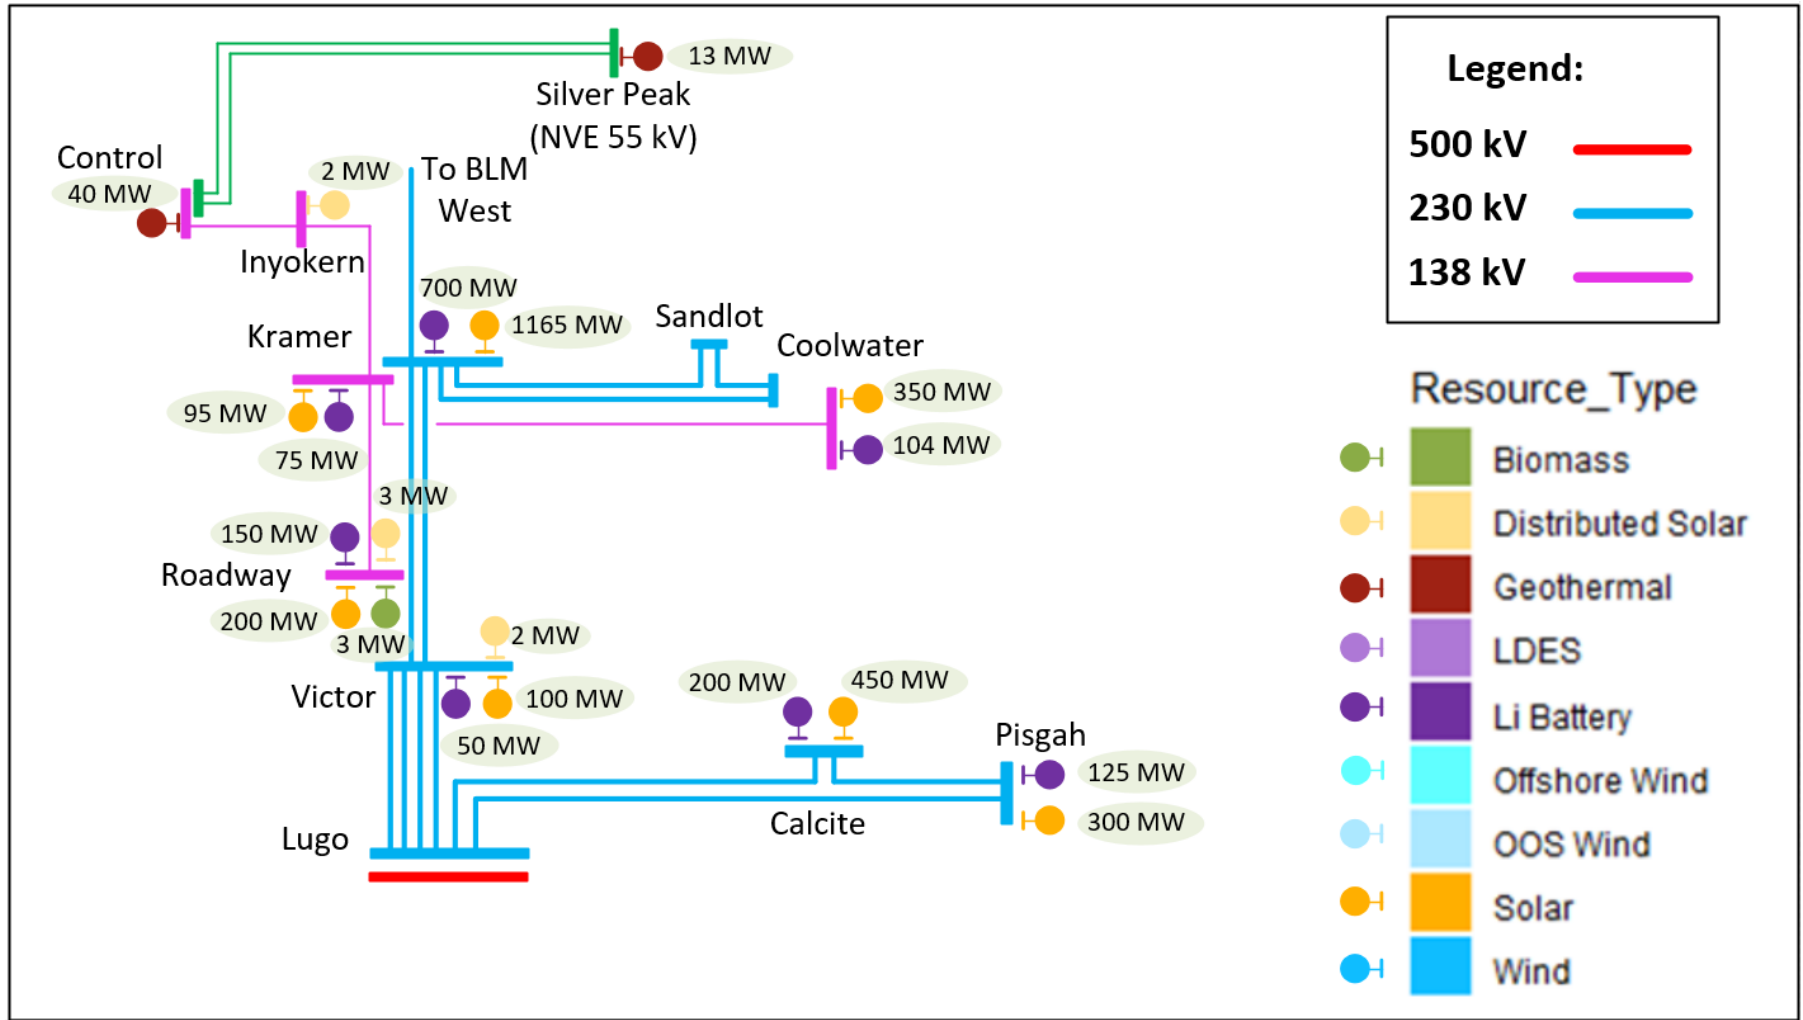 13 MW
Silver Peak
(NVE 55 kV)
Control
40 MW
2 MW
Inyokern
To BLM
West
700 MW
1165 MW
Kramer
Sandlot
Coolwater
350 MW
104 MW
95 MW
75 MW
3 MW
150 MW
Roadway
200 MW
3 MW
2 MW
Victor
100 MW
50 MW
200 MW
450 MW
Pisgah
125 MW
300 MW
Calcite
Lugo
Legend:
500 kV
230 kV
138 kV
Resource_Type
Biomass
Distributed Solar
Geothermal
LDES
Li Battery
Offshore Wind
OOS Wind
Solar
Wind